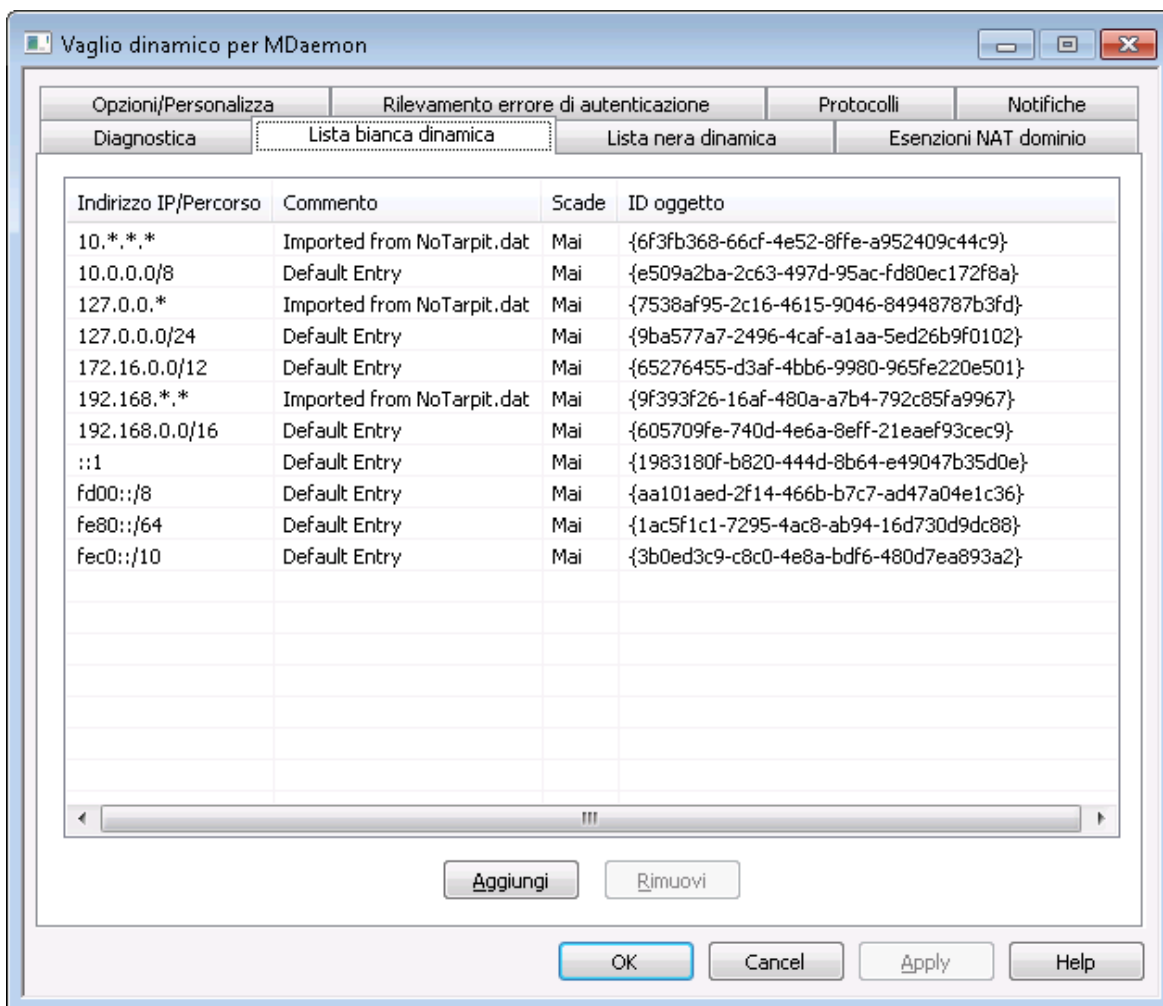 Vaglio dinamico per MDaemon
Opzioni/Personalizza Rilevamento errore di autenticazione Protocolli Notifiche
Diagnostica Lista bianca dinamica Lista nera dinamica Esenzioni NAT dominio
Indirizzo IP/Percorso Commento Scade ID oggetto
10.*.*.* Imported from NoTarpit.dat Mai {6f3fb368-66cf-4e52-8ffe-a952409c44c9}
10.0.0.0/8 Default Entry Mai {e509a2ba-2c63-497d-95ac-fd80ec172f8a}
127.0.0.* Imported from NoTarpit.dat Mai {7538af95-2c16-4615-9046-84948787b3fd}
127.0.0.0/24 Default Entry Mai {9ba577a7-2496-4caf-a1aa-5ed26b9f0102}
172.16.0.0/12 Default Entry Mai {65276455-d3af-4bb6-9980-965fe220e501}
192.168.*.* Imported from NoTarpit.dat Mai {9f393f26-16af-480a-a7b4-792c85fa9967}
192.168.0.0/16 Default Entry Mai {605709fe-740d-4e6a-8eff-21eaef93cec9}
::1 Default Entry Mai {1983180f-b820-444d-8b64-e49047b35d0e}
fd00::/8 Default Entry Mai {aa101aed-2f14-466b-b7c7-ad47a04e1c36}
fe80::/64 Default Entry Mai {1ac5f1c1-7295-4ac8-ab94-16d730d9dc88}
fec0::/10 Default Entry Mai {3b0ed3c9-c8c0-4e8a-bdf6-480d7ea893a2}
Aggiungi Rimuovi
OK Cancel Apply Help